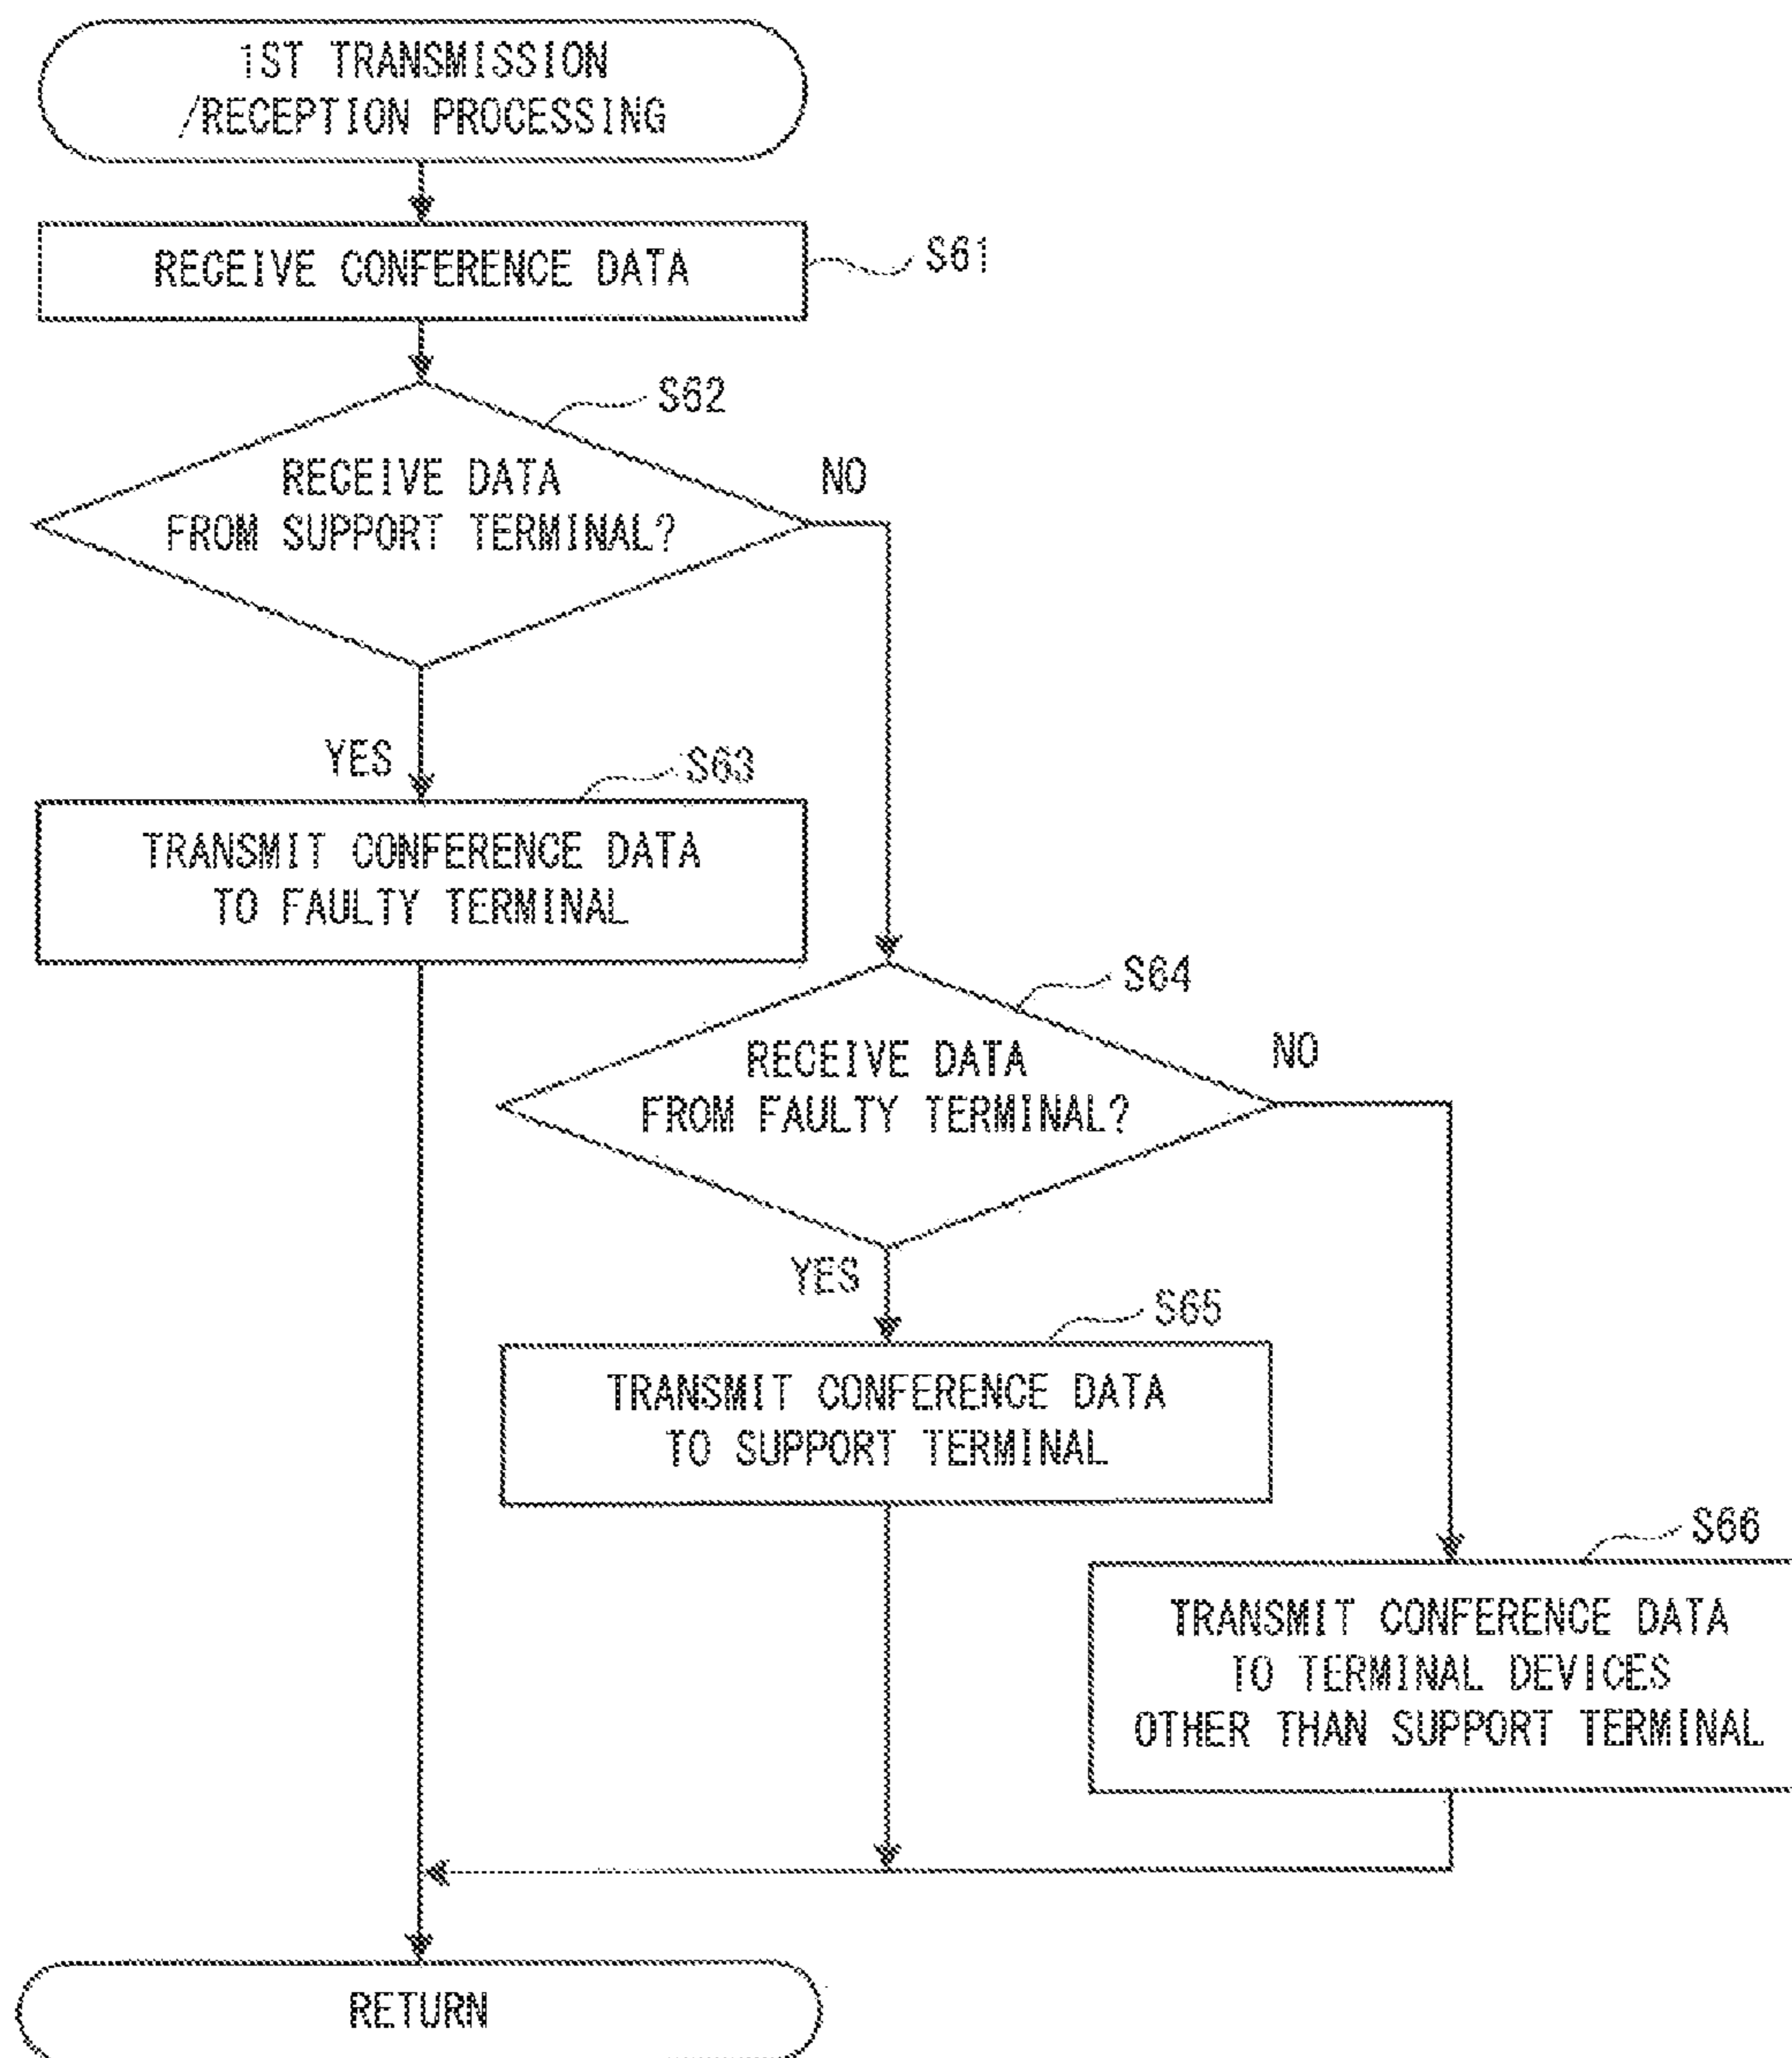 1ST TRANSMISSION
/RECEPTION PROCESSING
RECEIVE CONFERENCE DATA
S61
S62
RECEIVE DATA
FROM SUPPORT TERMINAL?
NO
YES
S63
TRANSMIT CONFERENCE DATA
TO FAULTY TERMINAL
S64
RECEIVE DATA
FROM FAULTY TERMINAL?
NO
YES
S65
TRANSMIT CONFERENCE DATA
TO SUPPORT TERMINAL
S66
TRANSMIT CONFERENCE DATA
TO TERMINAL DEVICES
OTHER THAN SUPPORT TERMINAL
RETURN